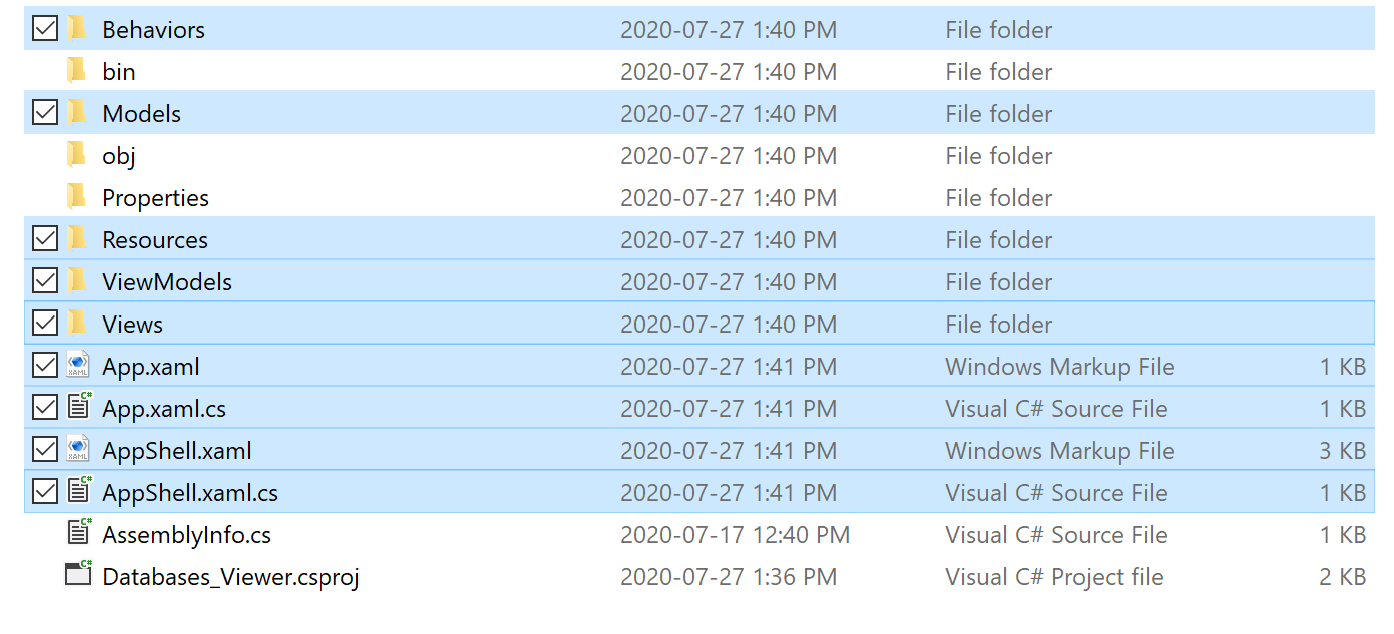 Behaviors 2020-07-27 1:40 PM File folder
bin 2020-07-27 1:40 PM File folder
Models 2020-07-27 1:40 PM File folder
obj 2020-07-27 1:40 PM File folder
Properties 2020-07-27 1:40 PM File folder
Resources 2020-07-27 1:40 PM File folder
ViewModels 2020-07-27 1:40 PM File folder
Views 2020-07-27 1:40 PM File folder
XAML App.xaml 2020-07-27 1:41 PM Windows Markup File 1 KB
C# App.xaml.cs 2020-07-27 1:41 PM Visual C# Source File 1 KB
XAML AppShell.xaml 2020-07-27 1:41 PM Windows Markup File 3 KB
C# AppShell.xaml.cs 2020-07-27 1:41 PM Visual C# Source File 1 KB
C# AssemblyInfo.cs 2020-07-17 12:40 PM Visual C# Source File 1 KB
C# Databases_Viewer.csproj 2020-07-27 1:36 PM Visual C# Project file 2 KB